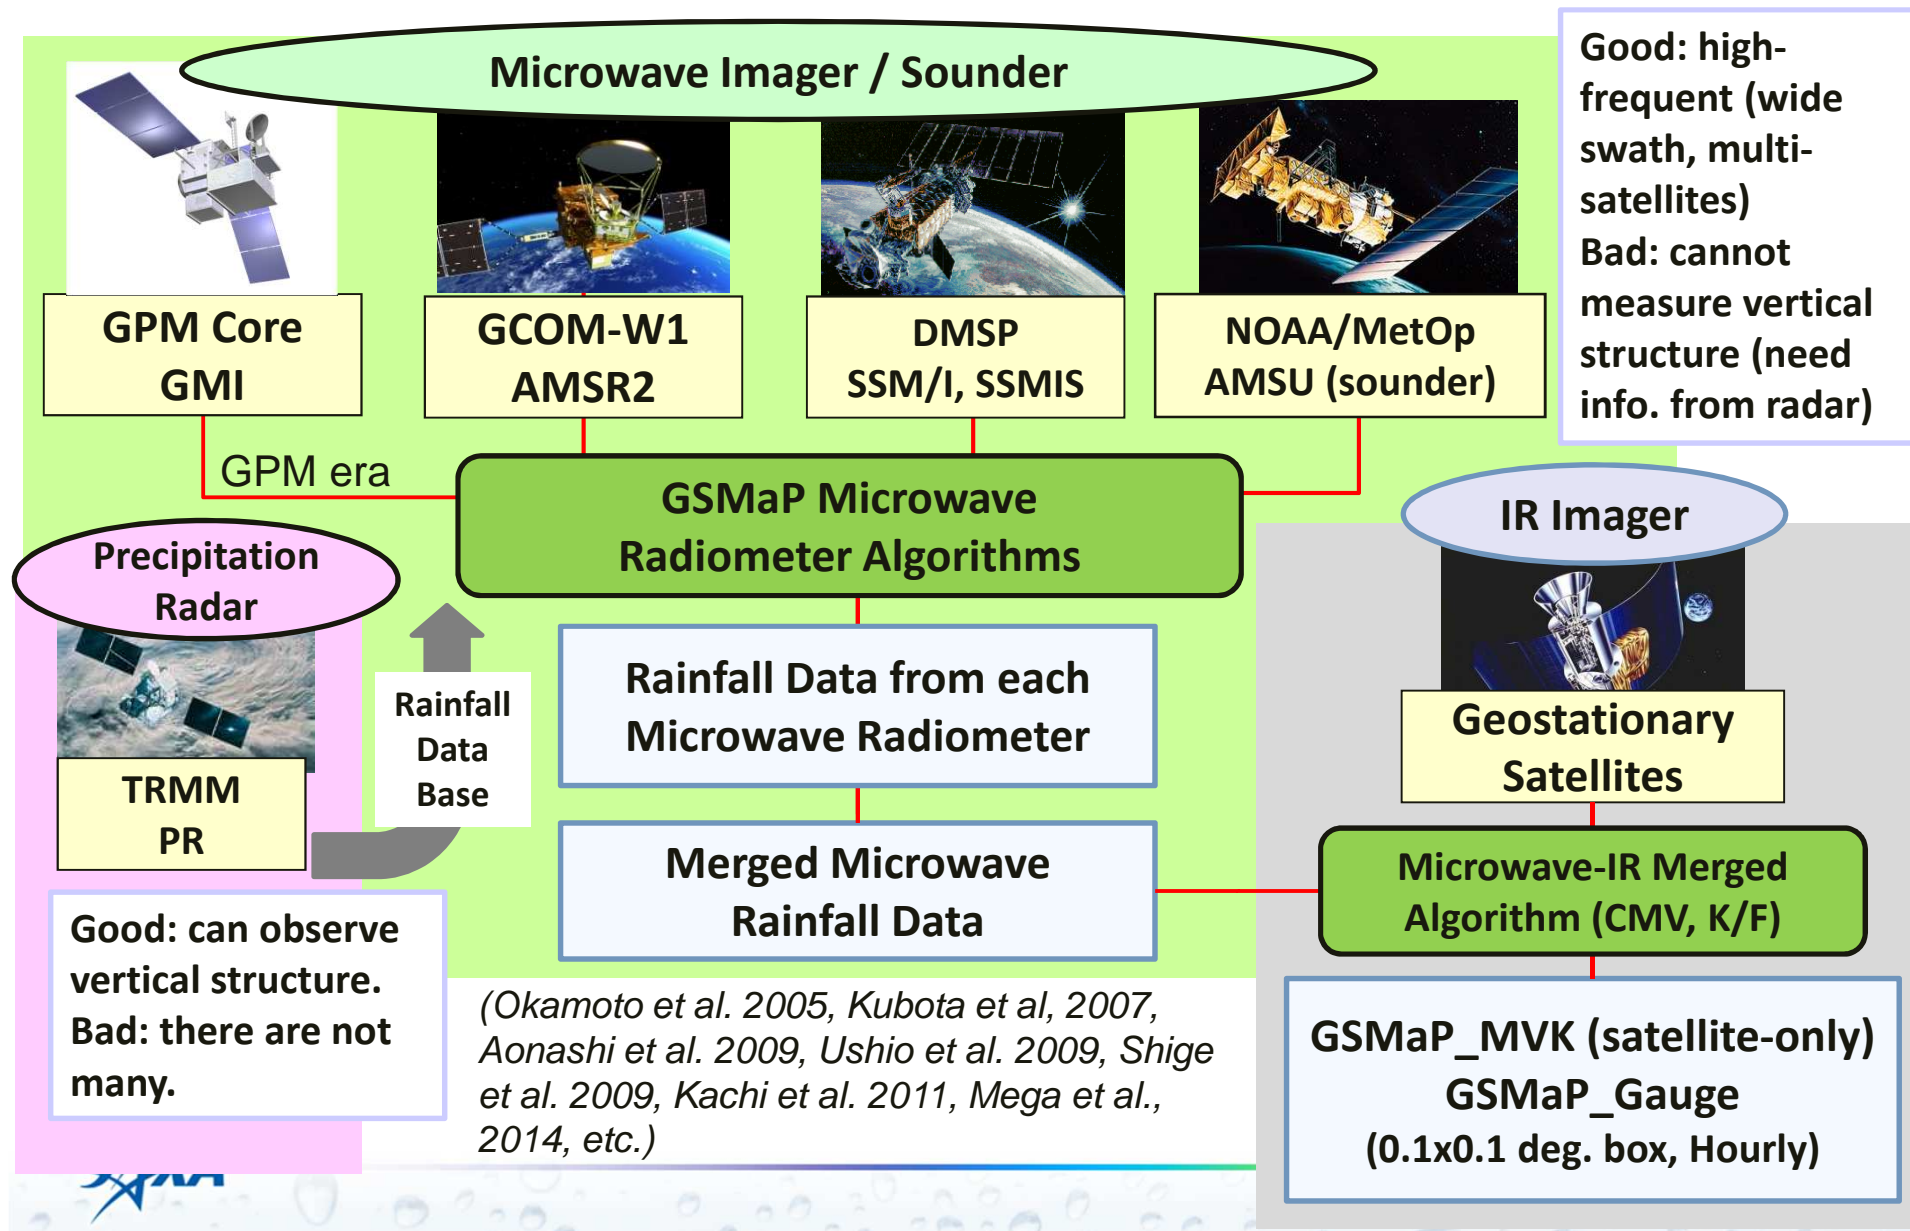 Microwave Imager / Sounder
Good: high-
frequent (wide
swath, multi-
satellites)
Bad: cannot
measure vertical
structure (need
info. from radar)
GPM Core
GMI
GCOM-W1
AMSR2
DMSP
SSM/I, SSMIS
NOAA/MetOp
AMSU (sounder)
GPM era
GSMaP Microwave
Radiometer Algorithms
IR Imager
Precipitation
Radar
Rainfall
Data
Base
Rainfall Data from each
Microwave Radiometer
Geostationary
Satellites
TRMM
PR
Merged Microwave
Rainfall Data
Microwave-IR Merged
Algorithm (CMV, K/F)
Good: can observe
vertical structure.
Bad: there are not
many.
(Okamoto et al. 2005, Kubota et al, 2007,
Aonashi et al. 2009, Ushio et al. 2009, Shige
et al. 2009, Kachi et al. 2011, Mega et al.,
2014, etc.)
GSMaP_MVK (satellite-only)
GSMaP_Gauge
(0.1x0.1 deg. box, Hourly)